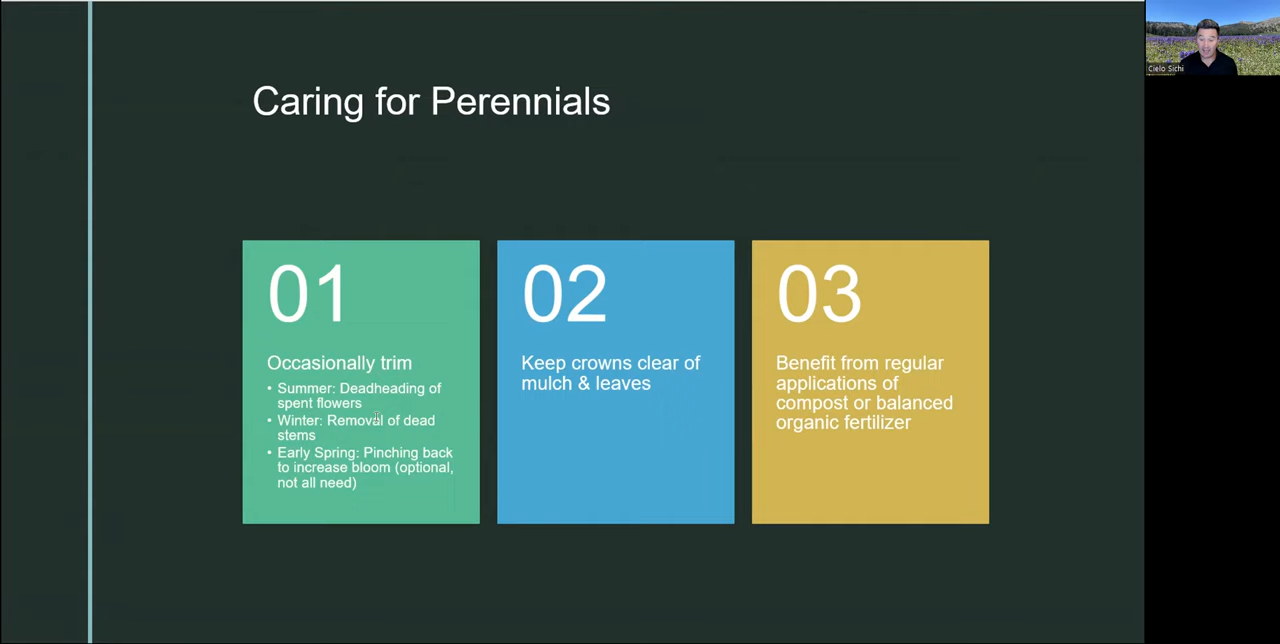 Caring for Perennials
Cielo Sichi
01
Occasionally trim
• Summer: Deadheading of
spent flowers
• Winter: Removal of dead
stems
• Early Spring: Pinching back
to increase bloom (optional,
not all need)
02
Keep crowns clear of
mulch & leaves
03
Benefit from regular
applications of
compost or balanced
organic fertilizer